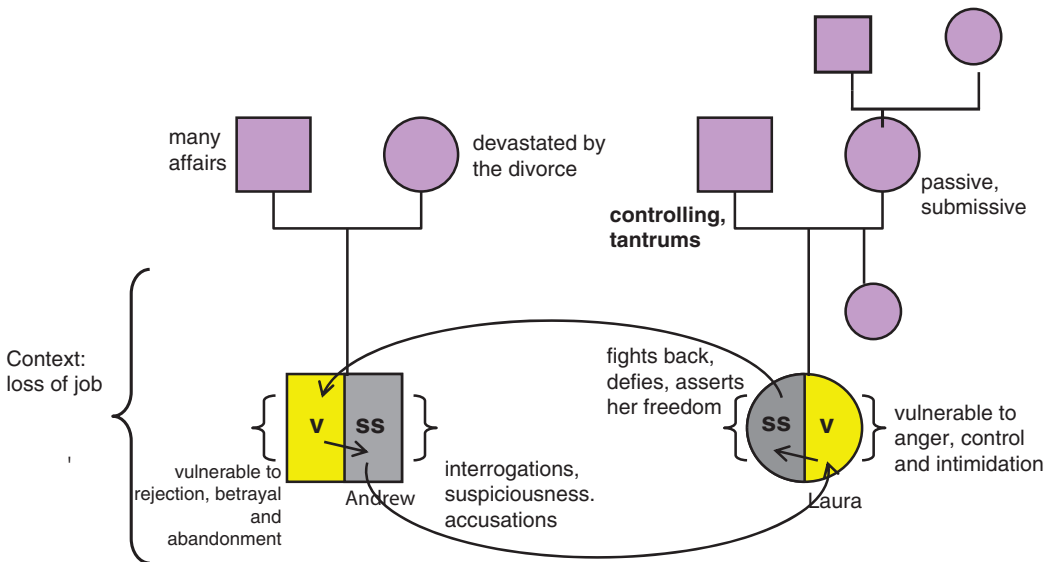 many
affairs
devastated by
the divorce
controlling,
tantrums
passive,
submissive
Context:
loss of job
fights back,
defies, asserts
her freedom
v
ss
ss
v
vulnerable to
anger, control
and intimidation
vulnerable to
rejection, betrayal
and
abandonment
Andrew
interrogations,
suspiciousness.
accusations
Laura